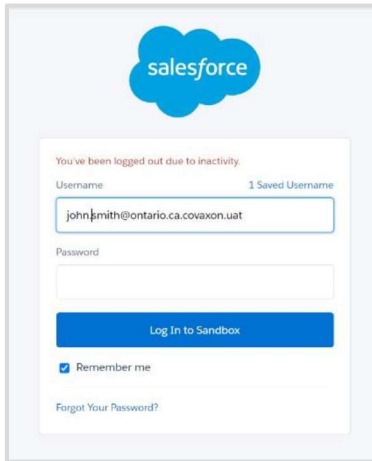 salesforce
You've been logged out due to inactivity.
Username 1 Saved Username
john.smith@ontario.ca.covaxon.uat
Password
Log In to Sandbox
Remember me
Forgot Your Password?